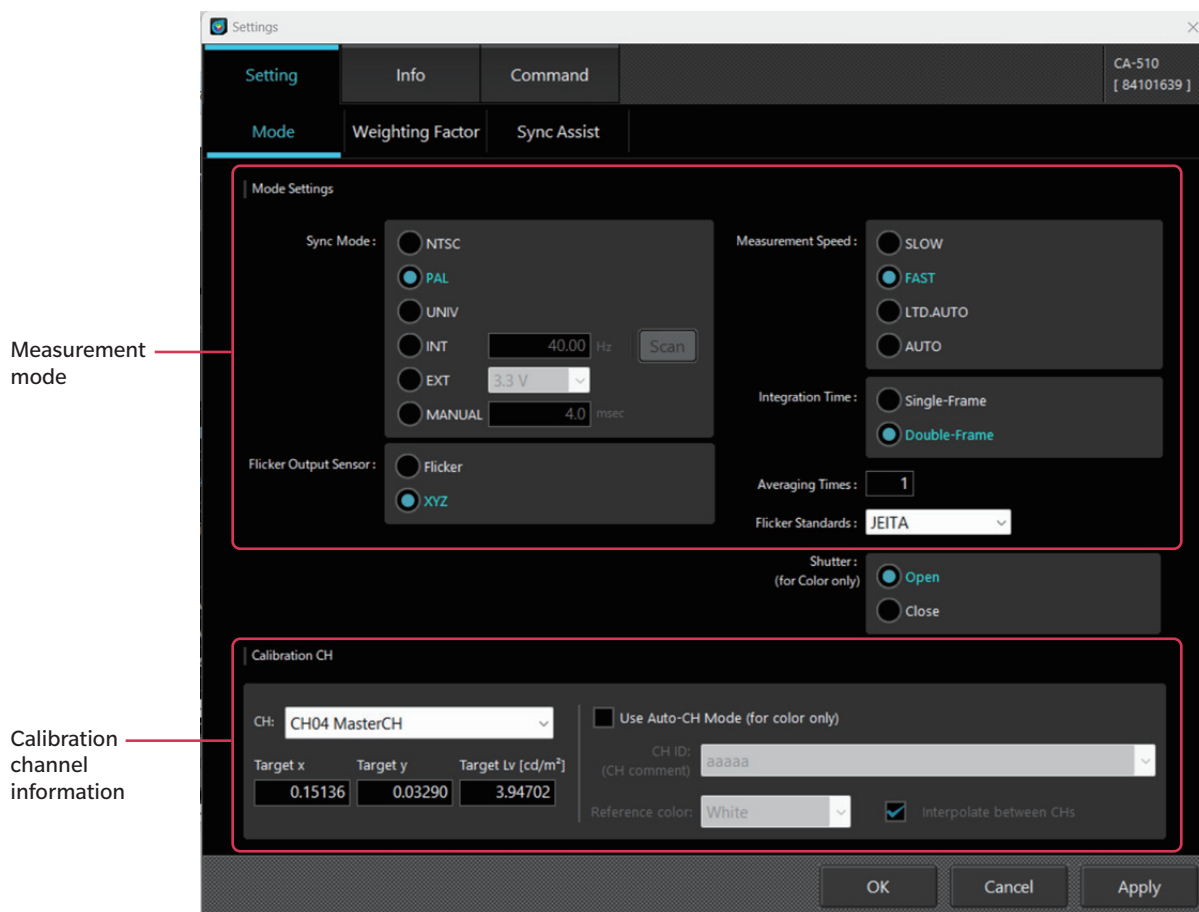 Settings
Setting
Info
Command
CA-510
[ 84101639 ]
Mode
Weighting Factor
Sync Assist
Mode Settings
Sync Mode :
NTSC
PAL
UNIV
INT
40.00 Hz
Scan
EXT
3.3 V
MANUAL
4.0 msec
Flicker Output Sensor :
Flicker
XYZ
Measurement Speed :
SLOW
FAST
LTD.AUTO
AUTO
Integration Time :
Single-Frame
Double-Frame
Averaging Times :
1
Flicker Standards :
JEITA
Shutter :
(for Color only)
Open
Close
Measurement
mode
Calibration CH
CH:
CH04 MasterCH
Target x
Target y
Target Lv [cd/m²]
0.15136
0.03290
3.94702
Use Auto-CH Mode (for color only)
CH ID:
(CH comment)
aaaaa
Reference color:
White
Interpolate between CHs
Calibration
channel
information
OK
Cancel
Apply